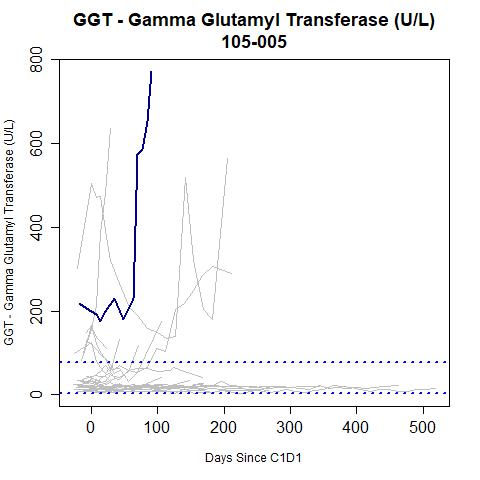 GGT - Gamma Glutamyl Transferase (U/L)
105-005
GGT - Gamma Glutamyl Transferase (U/L)
800
600
400
200
0
0 100 200 300 400 500
Days Since C1D1